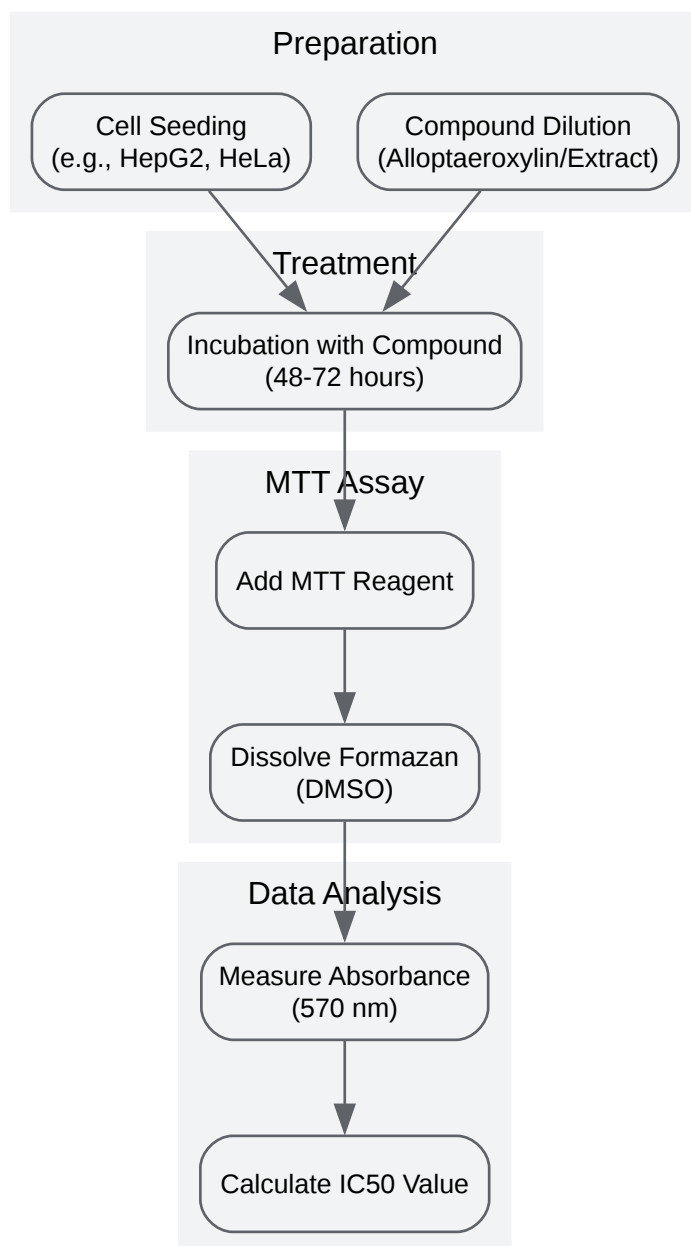 Preparation
Cell Seeding
(e.g., HepG2, HeLa)
Compound Dilution
(Alloptaeroxylin/Extract)
Treatment
Incubation with Compound
(48-72 hours)
MTT Assay
Add MTT Reagent
Dissolve Formazan
(DMSO)
Data Analysis
Measure Absorbance
(570 nm)
Calculate IC50 Value